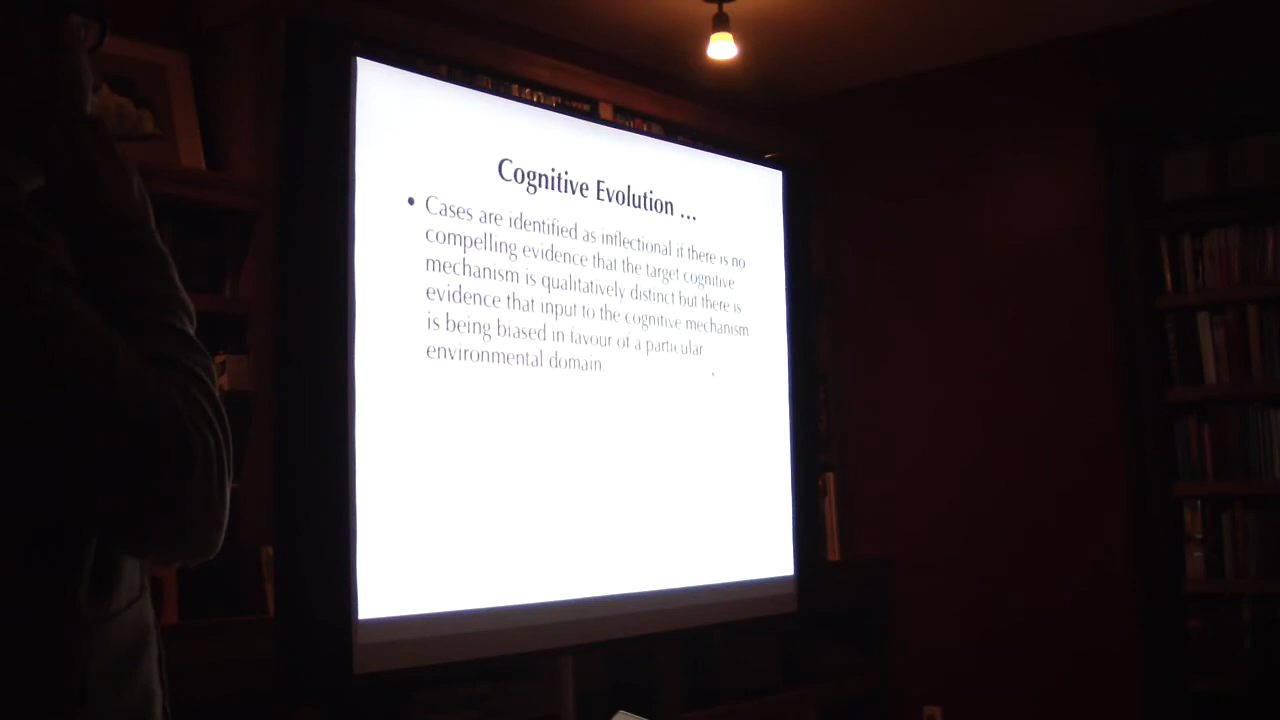 Cognitive Evolution ...
• Cases are identified as inflectional if there is no
compelling evidence that the target cognitive
mechanism is qualitatively distinct but there is
evidence that input to the cognitive mechanism
is being biased in favour of a particular
environmental domain.